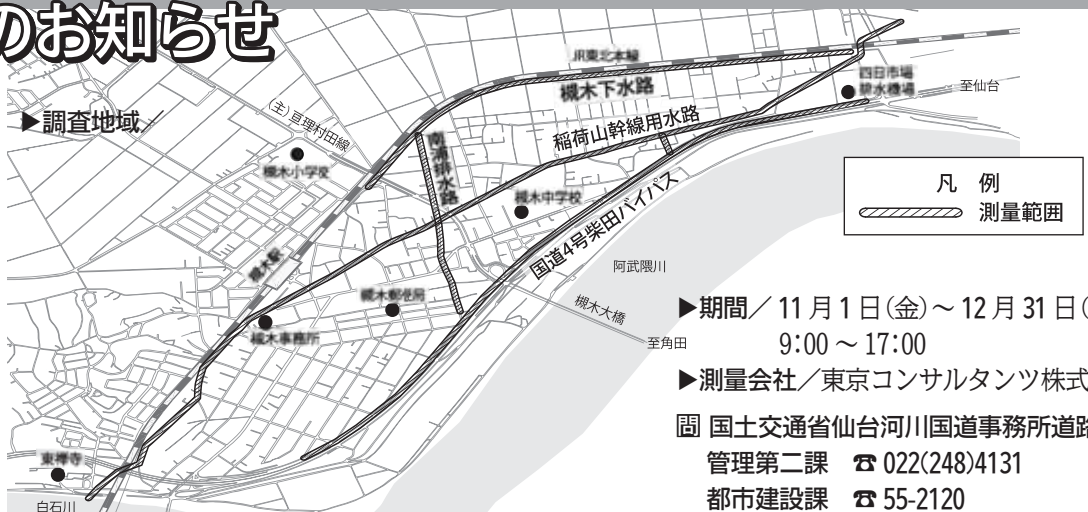 のお知らせ
▶調査地域／
JR東北本線
槻木下水路
四日市場
排水機場
至仙台
(主)亘理村田線
稲荷山幹線用水路
南浦排水路
槻木小学校
槻木中学校
凡 例
測量範囲
国道4号柴田バイパス
槻木駅
阿武隈川
槻木郵便局
槻木大橋
至角田
槻木事務所
▶期間／11月1日(金)～12月31日(
9:00～17:00
▶測量会社／東京コンサルタンツ株式
問 国土交通省仙台河川国道事務所道路
管理第二課 ☎022(248)4131
都市建設課 ☎55-2120
東禅寺
白石川